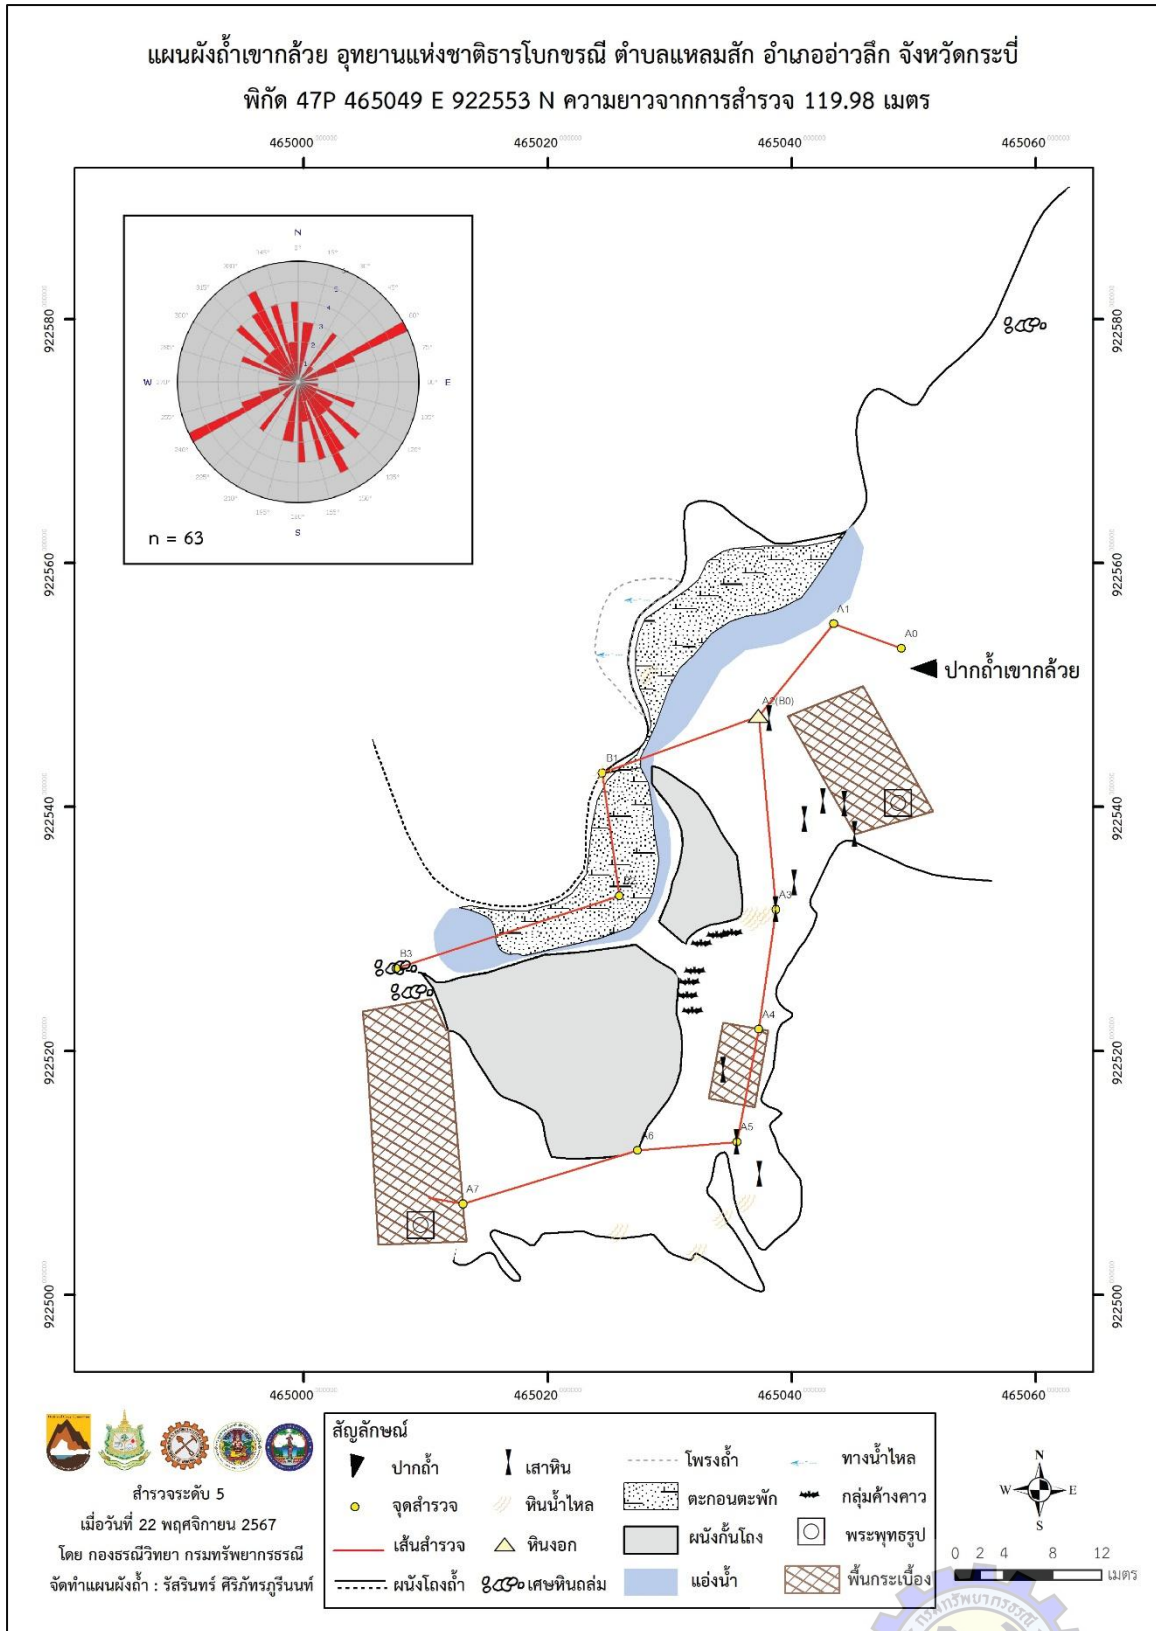 แผนผังถ้ำเขากล้วย อุทยานแห่งชาติธารโบกขรณี ตำบลแหลมสัก อำเภออ่าวลึก จังหวัดกระบี่
พิกัด 47P 465049 E 922553 N ความยาวจากการสำรวจ 119.98 เมตร
465000 465020 465040 465060
922580
922560
922540
922520
922500
922580
922560
922540
922520
922500
N
E
S
W
n = 63
A1
A0
ปากถ้ำเขากล้วย
A2(B0)
B1
A3
B3
A4
A5
A6
A7
465000 465020 465040 465060
สำรวจระดับ 5
เมื่อวันที่ 22 พฤศจิกายน 2567
โดย กองธรณีวิทยา กรมทรัพยากรธรณี
จัดทำแผนผังถ้ำ : รัสรินทร์ ศิริภัทรภูรีนนท์
สัญลักษณ์
ปากถ้ำ
เสาหิน
โพรงถ้ำ
ทางน้ำไหล
จุดสำรวจ
หินน้ำไหล
ตะกอนตะพัก
กลุ่มค้างคาว
เส้นสำรวจ
หินงอก
ผนังกั้นโถง
พระพุทธรูป
ผนังโถงถ้ำ
เศษหินถล่ม
แอ่งน้ำ
พื้นกระเบื้อง
N
W E
S
0 2 4 8 12
เมตร